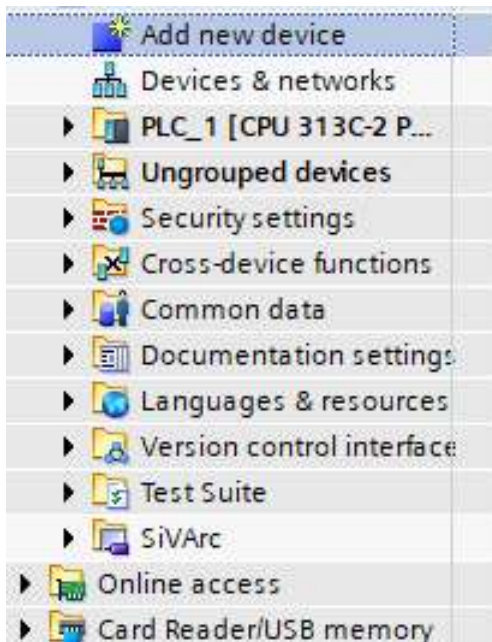 Add new device
Devices & networks
PLC_1 [CPU 313C-2 P...
Ungrouped devices
Security settings
Cross-device functions
Common data
Documentation settings
Languages & resources
Version control interface
Test Suite
SiVArc
Online access
Card Reader/USB memory